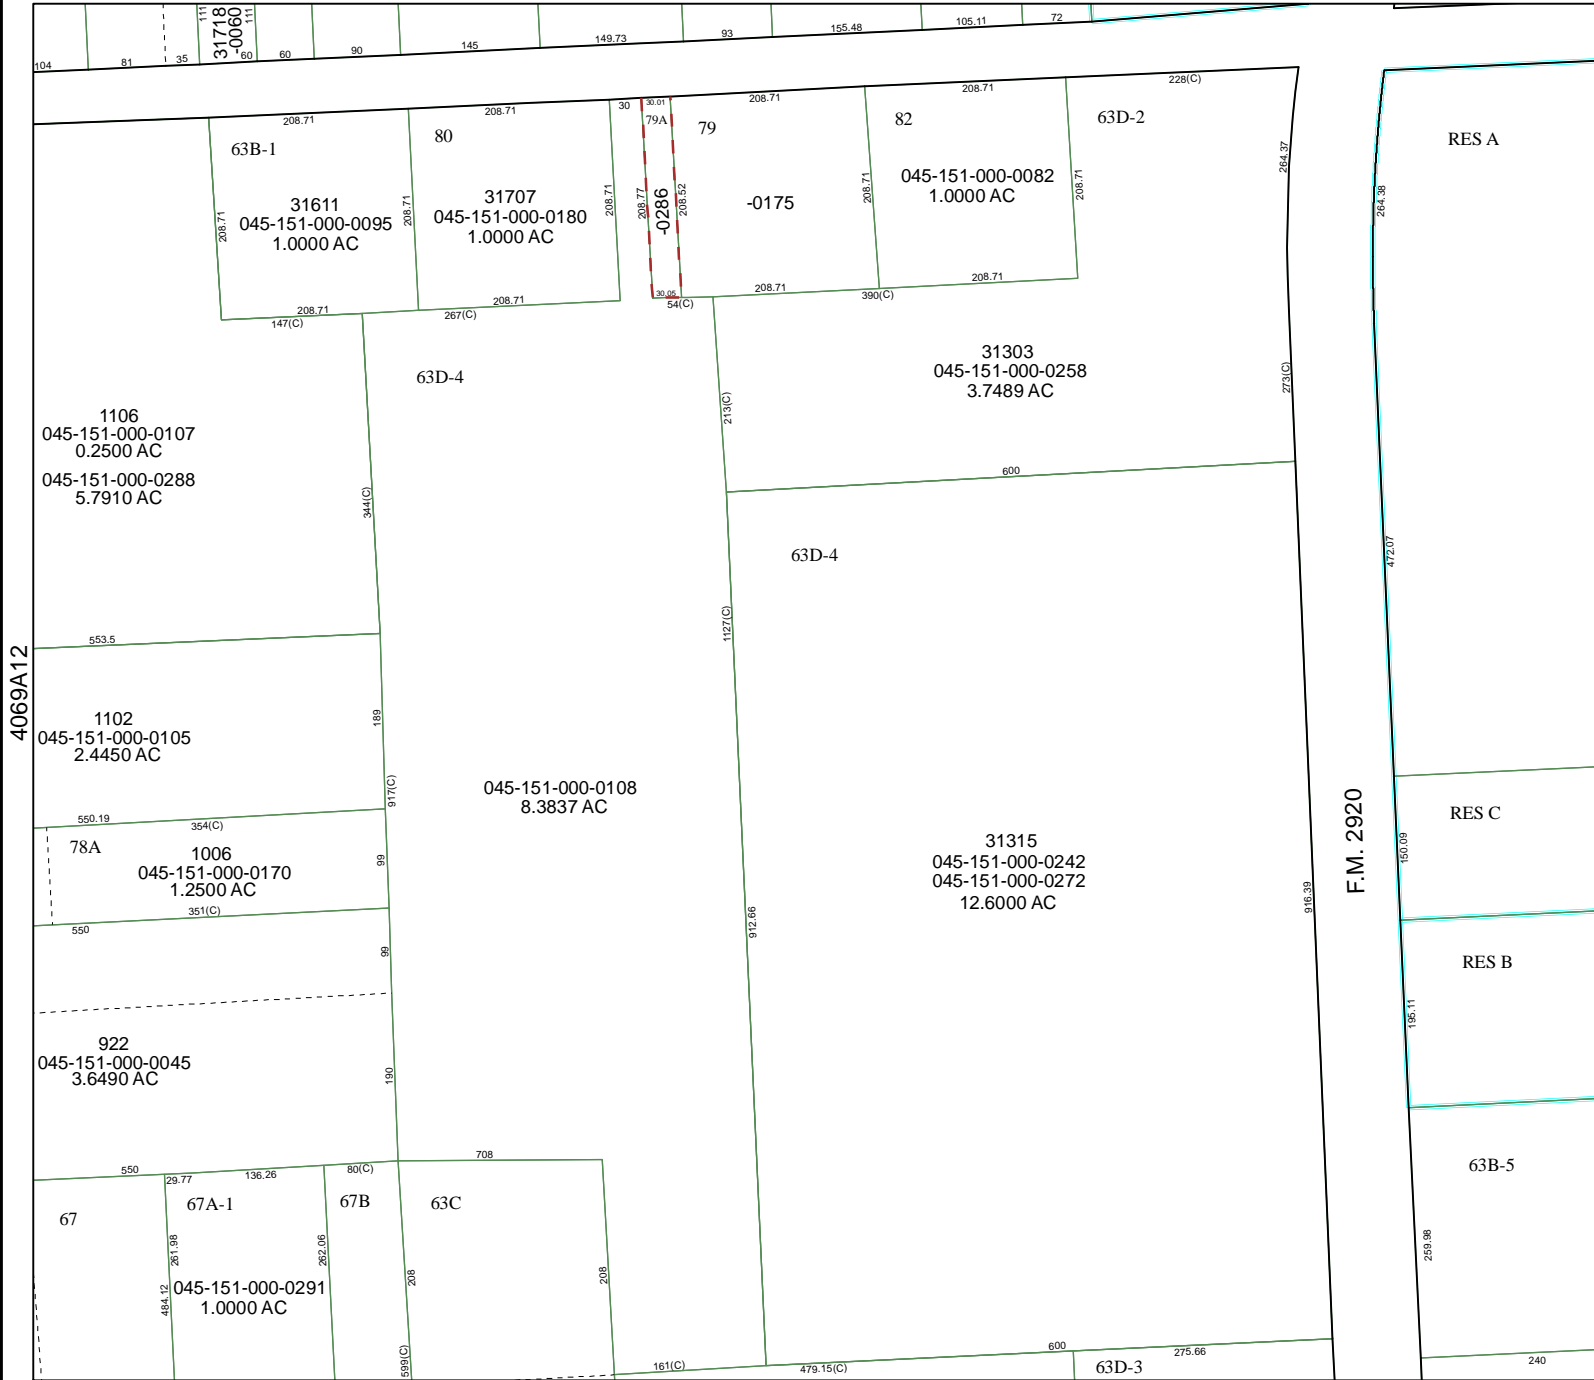 111
31718
-0060
111
104
81
35
60
60
90
145
149.73
93
155.48
105.11
72
208.71
208.71
30
30.01
208.71
208.71
228(C)
63B-1
80
79A
79
82
63D-2
RES A
31611
045-151-000-0095
1.0000 AC
31707
045-151-000-0180
1.0000 AC
-0286
-0175
045-151-000-0082
1.0000 AC
208.71
208.71
208.71
208.77
208.52
208.71
208.71
264.37
264.38
208.71
208.71
30.05
208.71
208.71
147(C)
267(C)
54(C)
390(C)
63D-4
31303
045-151-000-0258
3.7489 AC
213(C)
273(C)
1106
045-151-000-0107
0.2500 AC
045-151-000-0288
5.7910 AC
344(C)
600
63D-4
472.07
553.5
1127(C)
4069A12
1102
045-151-000-0105
2.4450 AC
189
917(C)
045-151-000-0108
8.3837 AC
550.19
354(C)
78A
1006
045-151-000-0170
1.2500 AC
99
351(C)
550
99
31315
045-151-000-0242
045-151-000-0272
12.6000 AC
912.66
916.39
F.M. 2920
RES C
150.09
RES B
195.11
922
045-151-000-0045
3.6490 AC
190
550
29.77
136.26
80(C)
708
67
67A-1
67B
63C
63B-5
261.98
262.06
484.12
045-151-000-0291
1.0000 AC
208
208
259.98
599(C)
161(C)
479.15(C)
600
275.66
63D-3
240